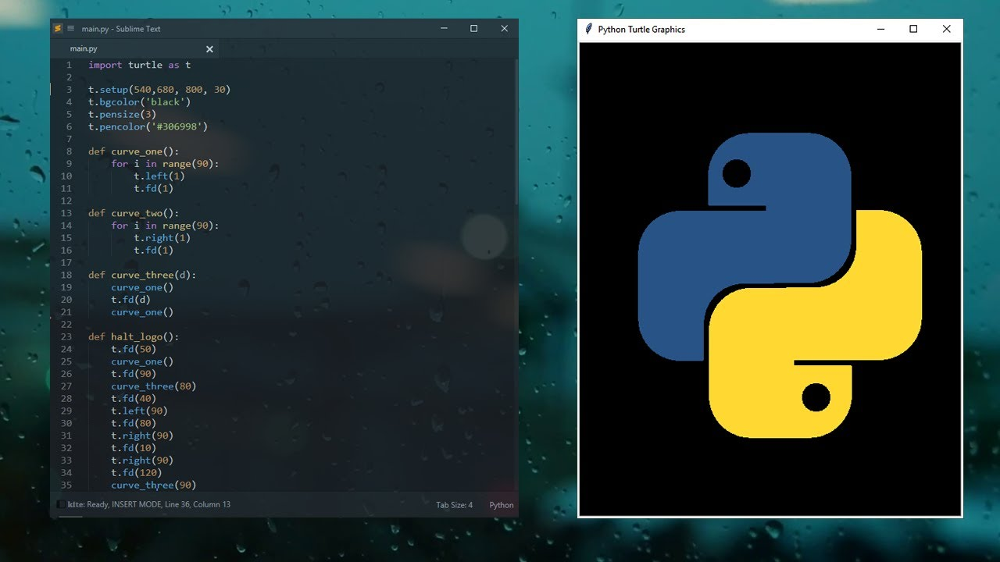 main.py - Sublime Text
main.py
1 import turtle as t
2
3 t.setup(540,680, 800, 30)
4 t.bgcolor('black')
5 t.pensize(3)
6 t.pencolor('#306998')
7
8 def curve_one():
9     for i in range(90):
10         t.left(1)
11         t.fd(1)
12
13 def curve_two():
14     for i in range(90):
15         t.right(1)
16         t.fd(1)
17
18 def curve_three(d):
19     curve_one()
20     t.fd(d)
21     curve_one()
22
23 def halt_logo():
24     t.fd(50)
25     curve_one()
26     t.fd(90)
27     curve_three(80)
28     t.fd(40)
29     t.left(90)
30     t.fd(80)
31     t.right(90)
32     t.fd(10)
33     t.right(90)
34     t.fd(120)
35     curve_three(90)
Ready, INSERT MODE, Line 36, Column 13 Tab Size: 4 Python
Python Turtle Graphics